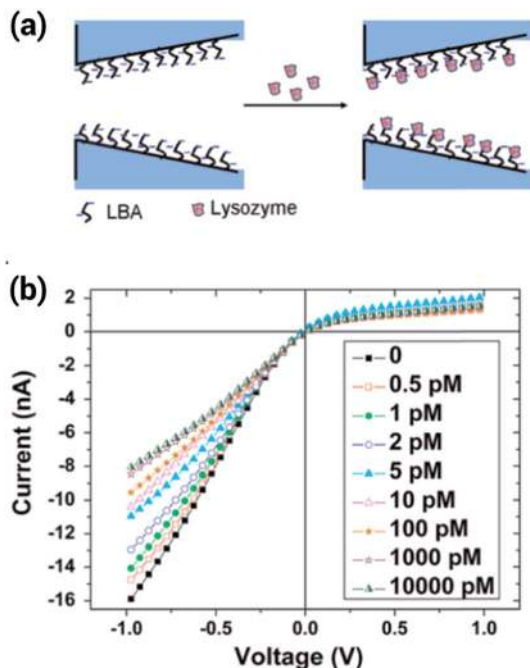 (a)
LBA
Lysozyme
(b)
2
0
-2
-4
-6
-8
-10
-12
-14
-16
Current (nA)
0
0.5 pM
1 pM
2 pM
5 pM
10 pM
100 pM
1000 pM
10000 pM
-1.0 -0.5 0.0 0.5 1.0
Voltage (V)